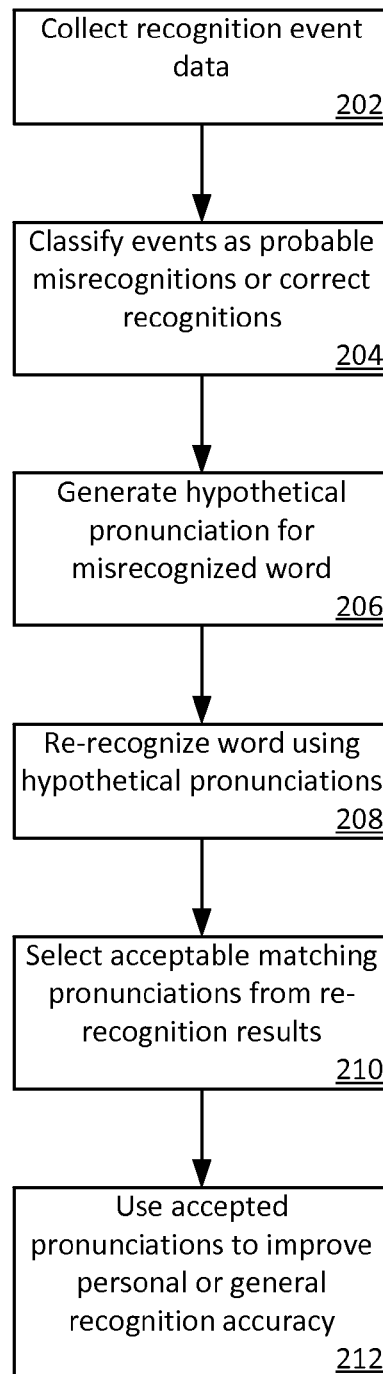 Collect recognition event
data
202
Classify events as probable
misrecognitions or correct
recognitions
204
Generate hypothetical
pronunciation for
misrecognized word
206
Re-recognize word using
hypothetical pronunciations
208
Select acceptable matching
pronunciations from re-
recognition results
210
Use accepted
pronunciations to improve
personal or general
recognition accuracy
212